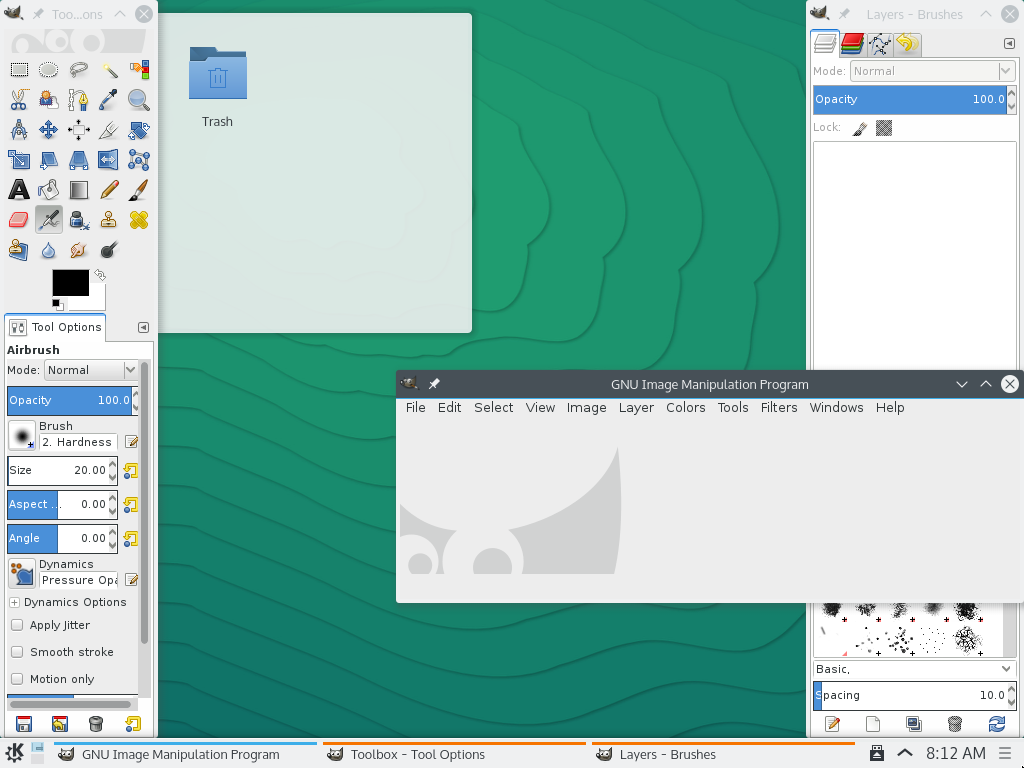 Too...ons
Layers - Brushes
Trash
Mode: Normal
Opacity 100.0
Lock:
Tool Options
Airbrush
Mode: Normal
Opacity 100.0
Brush
2. Hardness
Size 20.00
Aspect ... 0.00
Angle 0.00
Dynamics
Pressure Opa
Dynamics Options
Apply Jitter
Smooth stroke
Motion only
GNU Image Manipulation Program
File Edit Select View Image Layer Colors Tools Filters Windows Help
Basic,
Spacing 10.0
GNU Image Manipulation Program
Toolbox - Tool Options
Layers - Brushes
8:12 AM